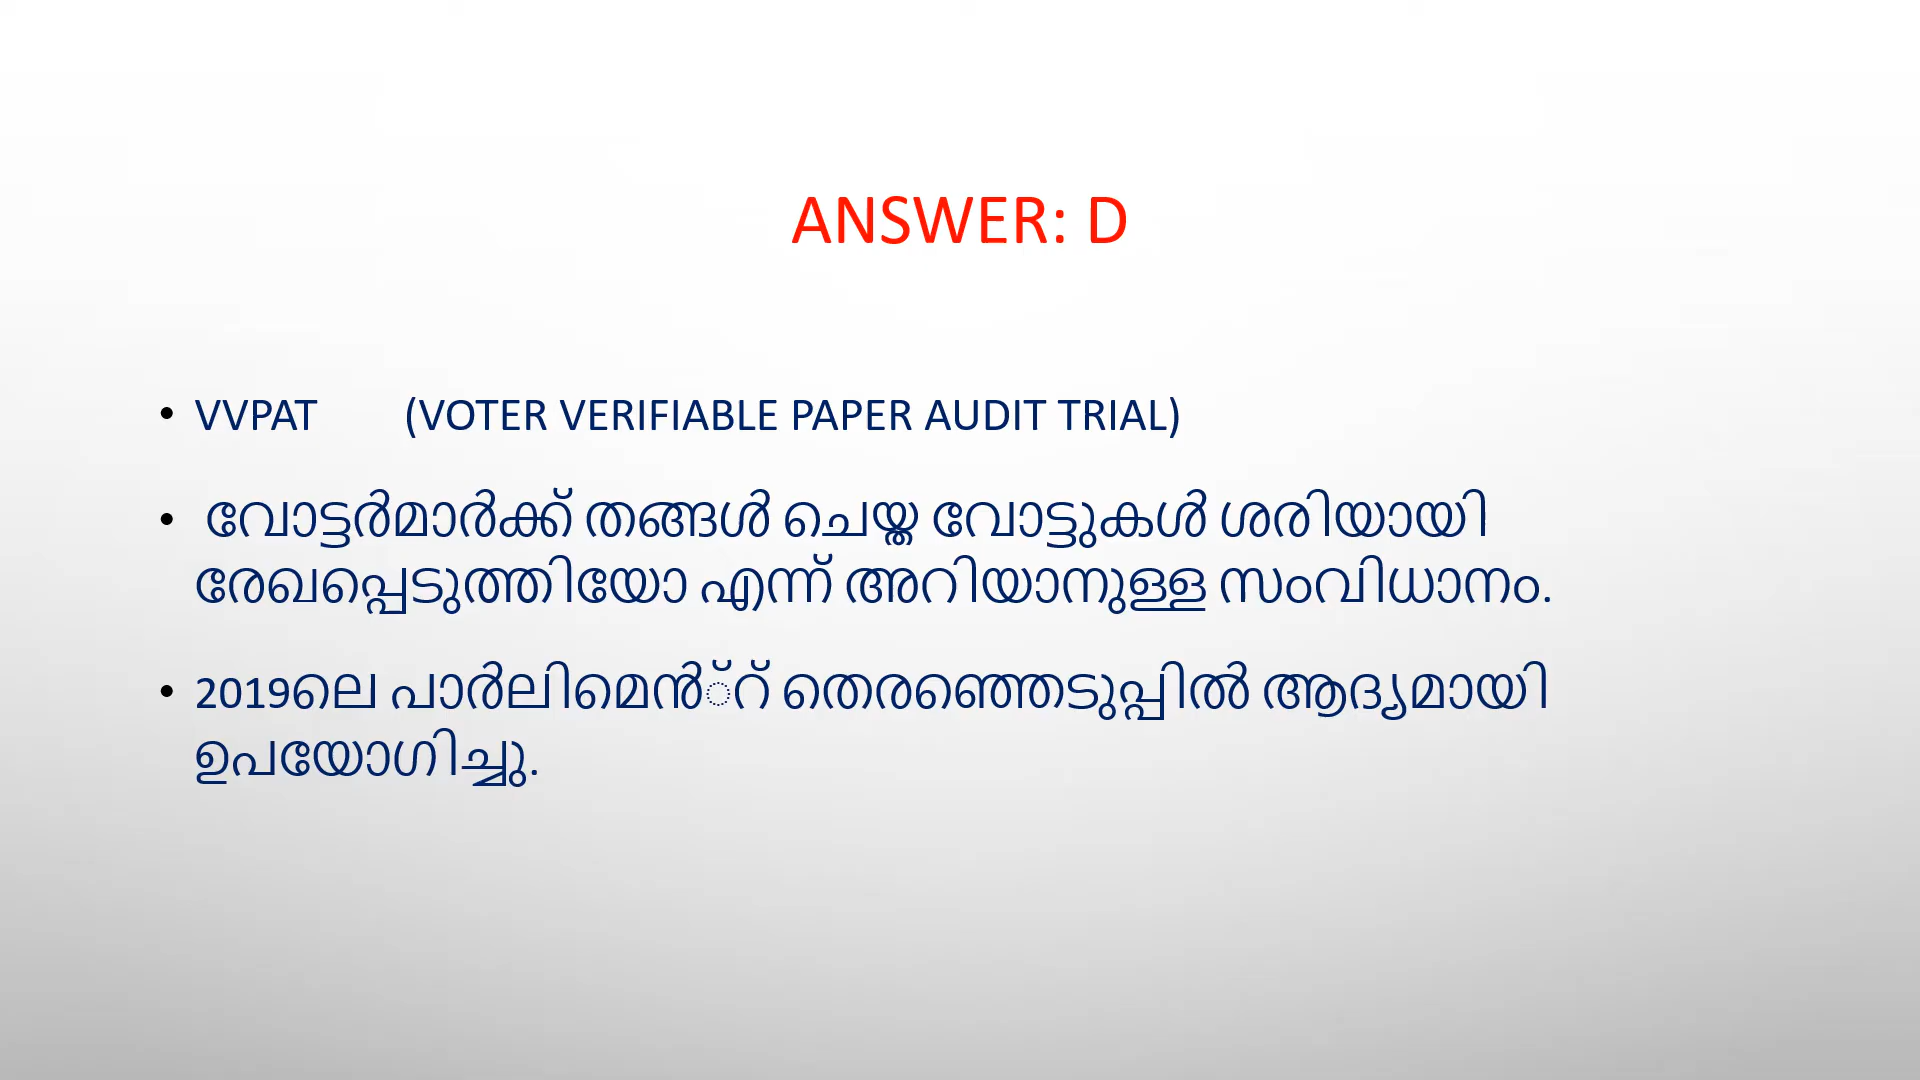 ANSWER: D
• VVPAT (VOTER VERIFIABLE PAPER AUDIT TRIAL)
• വോട്ടർമാർക്ക് തങ്ങൾ ചെയ്ത വോട്ടുകൾ ശരിയായി
രേഖപ്പെടുത്തിയോ എന്ന് അറിയാനുള്ള സംവിധാനം.
• 2019ലെ പാർലിമെൻ്റ് തെരഞ്ഞെടുപ്പിൽ ആദ്യമായി
ഉപയോഗിച്ചു.